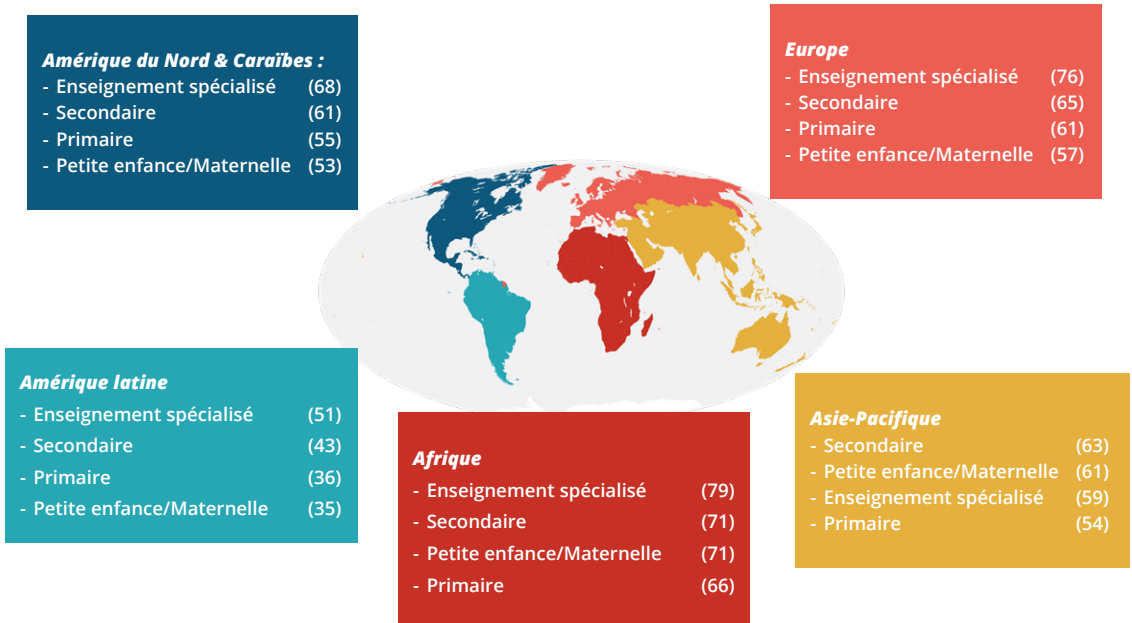 Amérique du Nord & Caraïbes :
- Enseignement spécialisé (68)
- Secondaire (61)
- Primaire (55)
- Petite enfance/Maternelle (53)
Europe
- Enseignement spécialisé (76)
- Secondaire (65)
- Primaire (61)
- Petite enfance/Maternelle (57)
Amérique latine
- Enseignement spécialisé (51)
- Secondaire (43)
- Primaire (36)
- Petite enfance/Maternelle (35)
Afrique
- Enseignement spécialisé (79)
- Secondaire (71)
- Petite enfance/Maternelle (71)
- Primaire (66)
Asie-Pacifique
- Secondaire (63)
- Petite enfance/Maternelle (61)
- Enseignement spécialisé (59)
- Primaire (54)